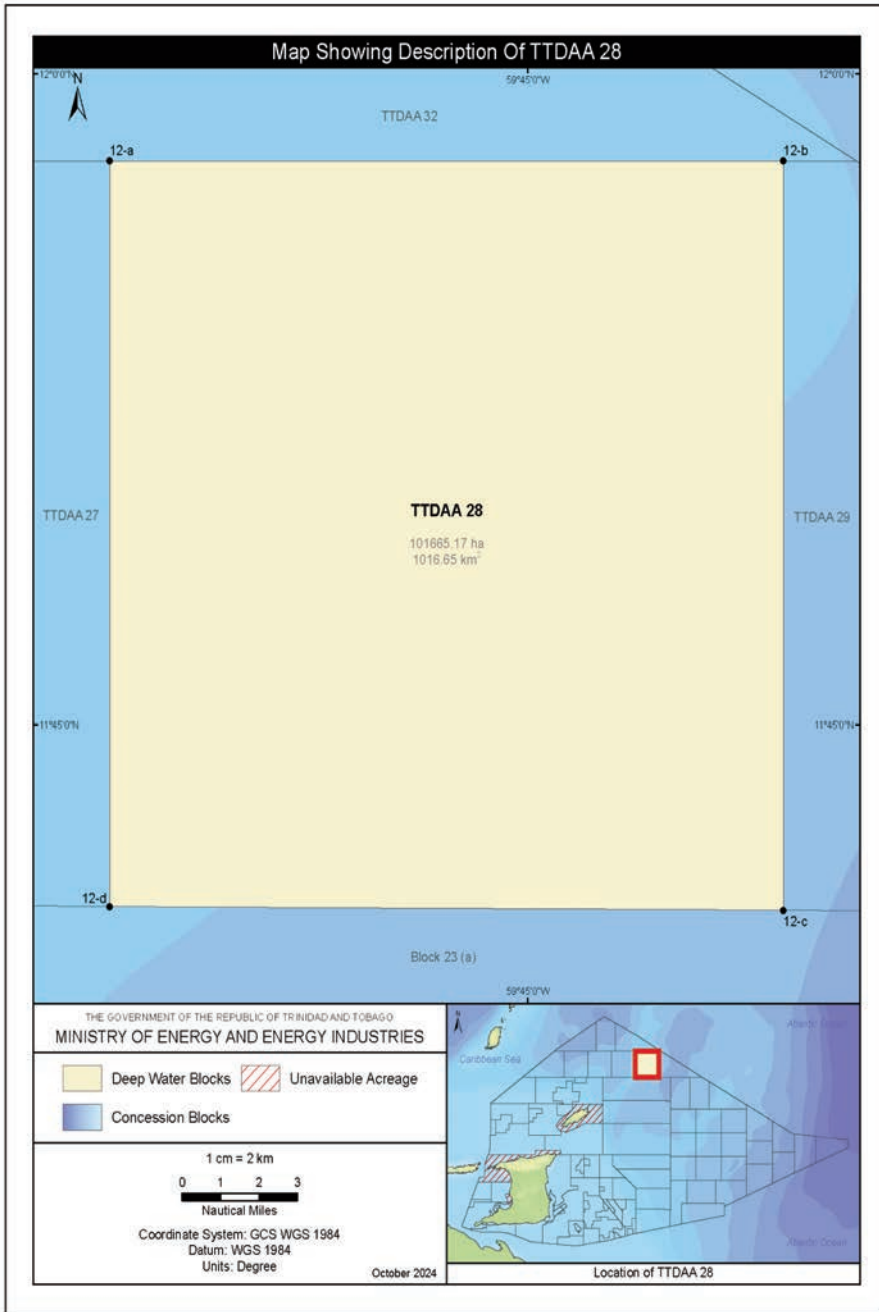 Map Showing Description Of TTDAA 28
12°0'0"N
59°45'0"W
12°0'0"N
N
TTDAA 32
12-a
12-b
TTDAA 27
TTDAA 28
TTDAA 29
101665.17 ha
1016.65 km²
11°45'0"N
11°45'0"N
12-d
12-c
Block 23 (a)
59°45'0"W
THE GOVERNMENT OF THE REPUBLIC OF TRINIDAD AND TOBAGO
MINISTRY OF ENERGY AND ENERGY INDUSTRIES
Deep Water Blocks
Unavailable Acreage
Concession Blocks
1 cm = 2 km
0 1 2 3
Nautical Miles
Coordinate System: GCS WGS 1984
Datum: WGS 1984
Units: Degree
October 2024
N
Caribbean Sea
Atlantic Ocean
Atlantic Ocean
Location of TTDAA 28